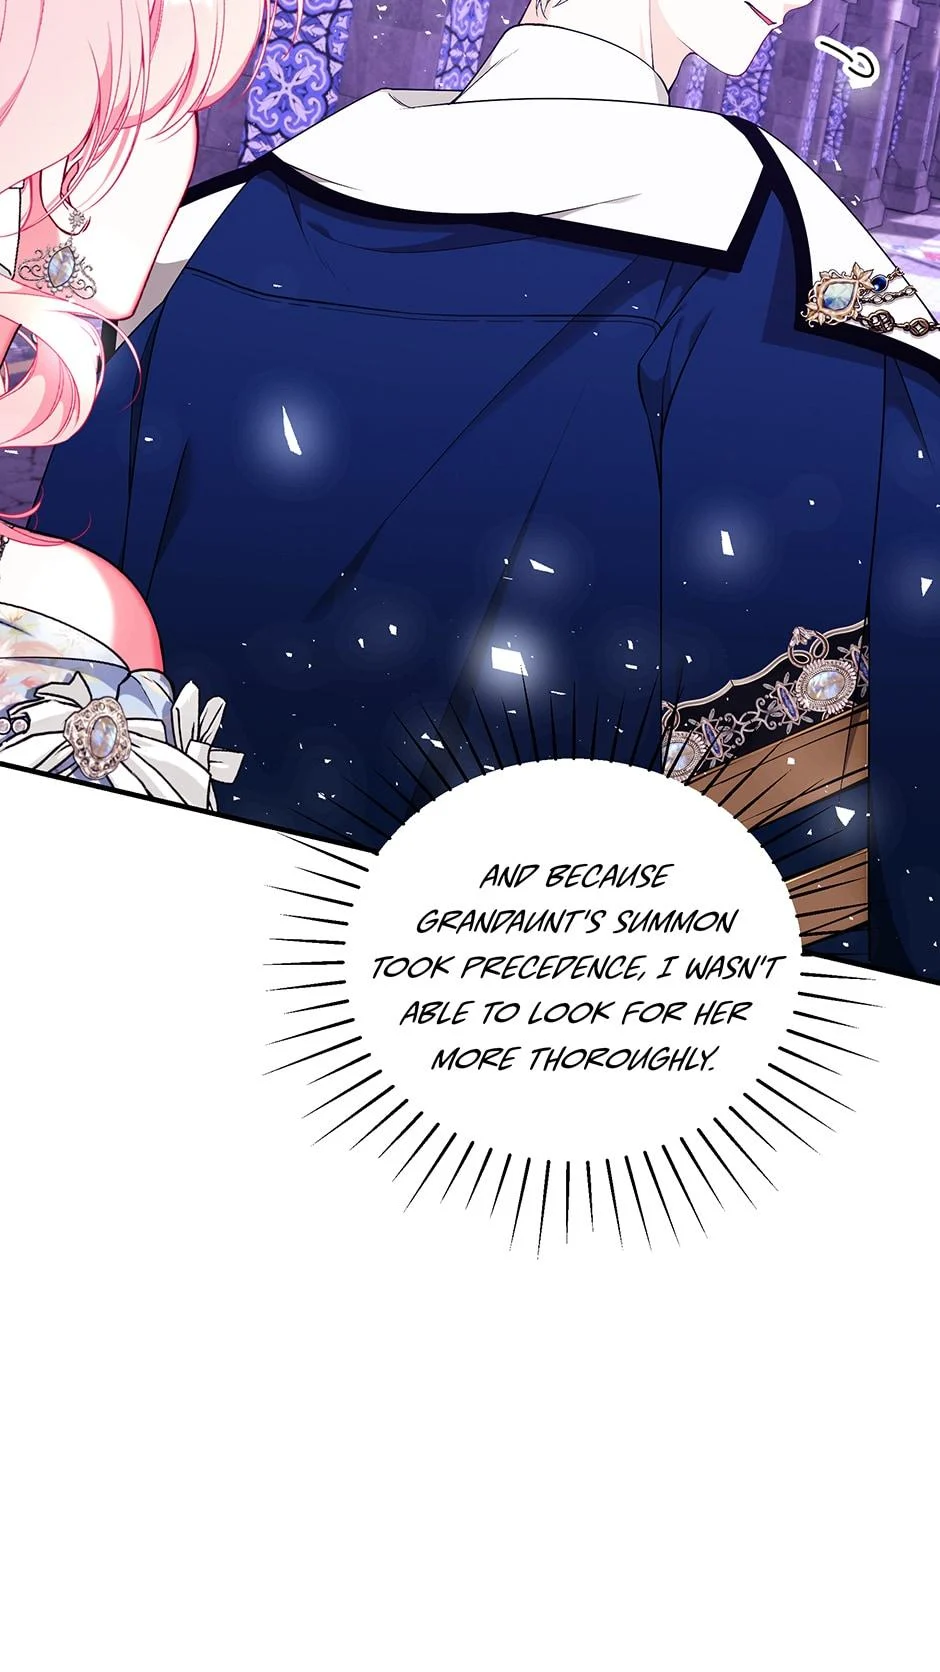 AND BECAUSE
GRANDAUNT'S SUMMON
TOOK PRECEDENCE, I WASN'T
ABLE TO LOOK FOR HER
MORE THOROUGHLY.